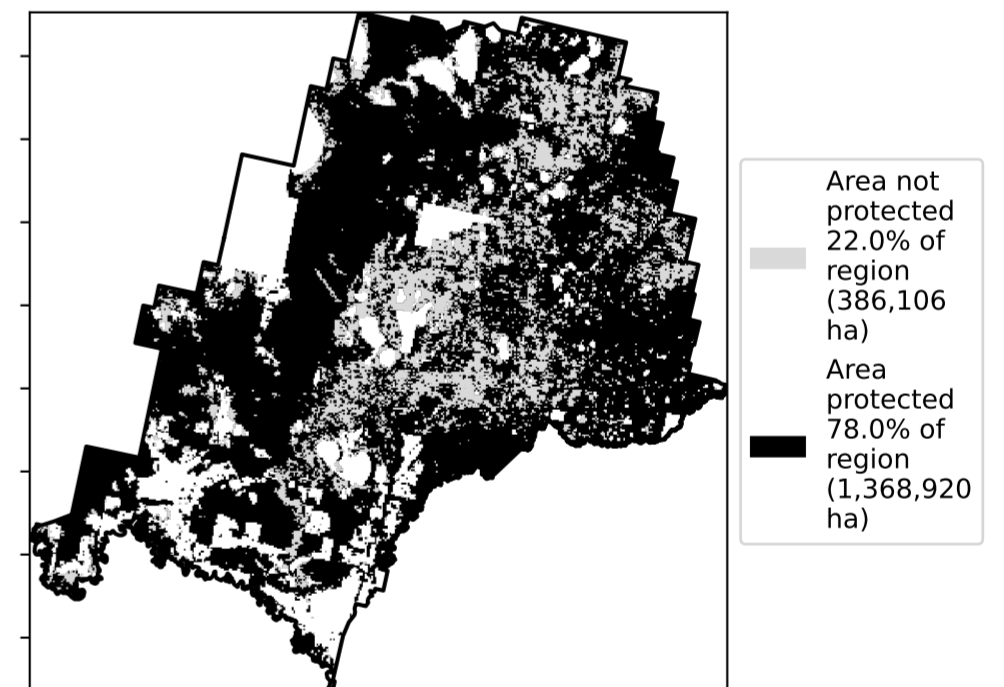 Area not
protected
22.0% of
region
(386,106
ha)
Area
protected
78.0% of
region
(1,368,920
ha)